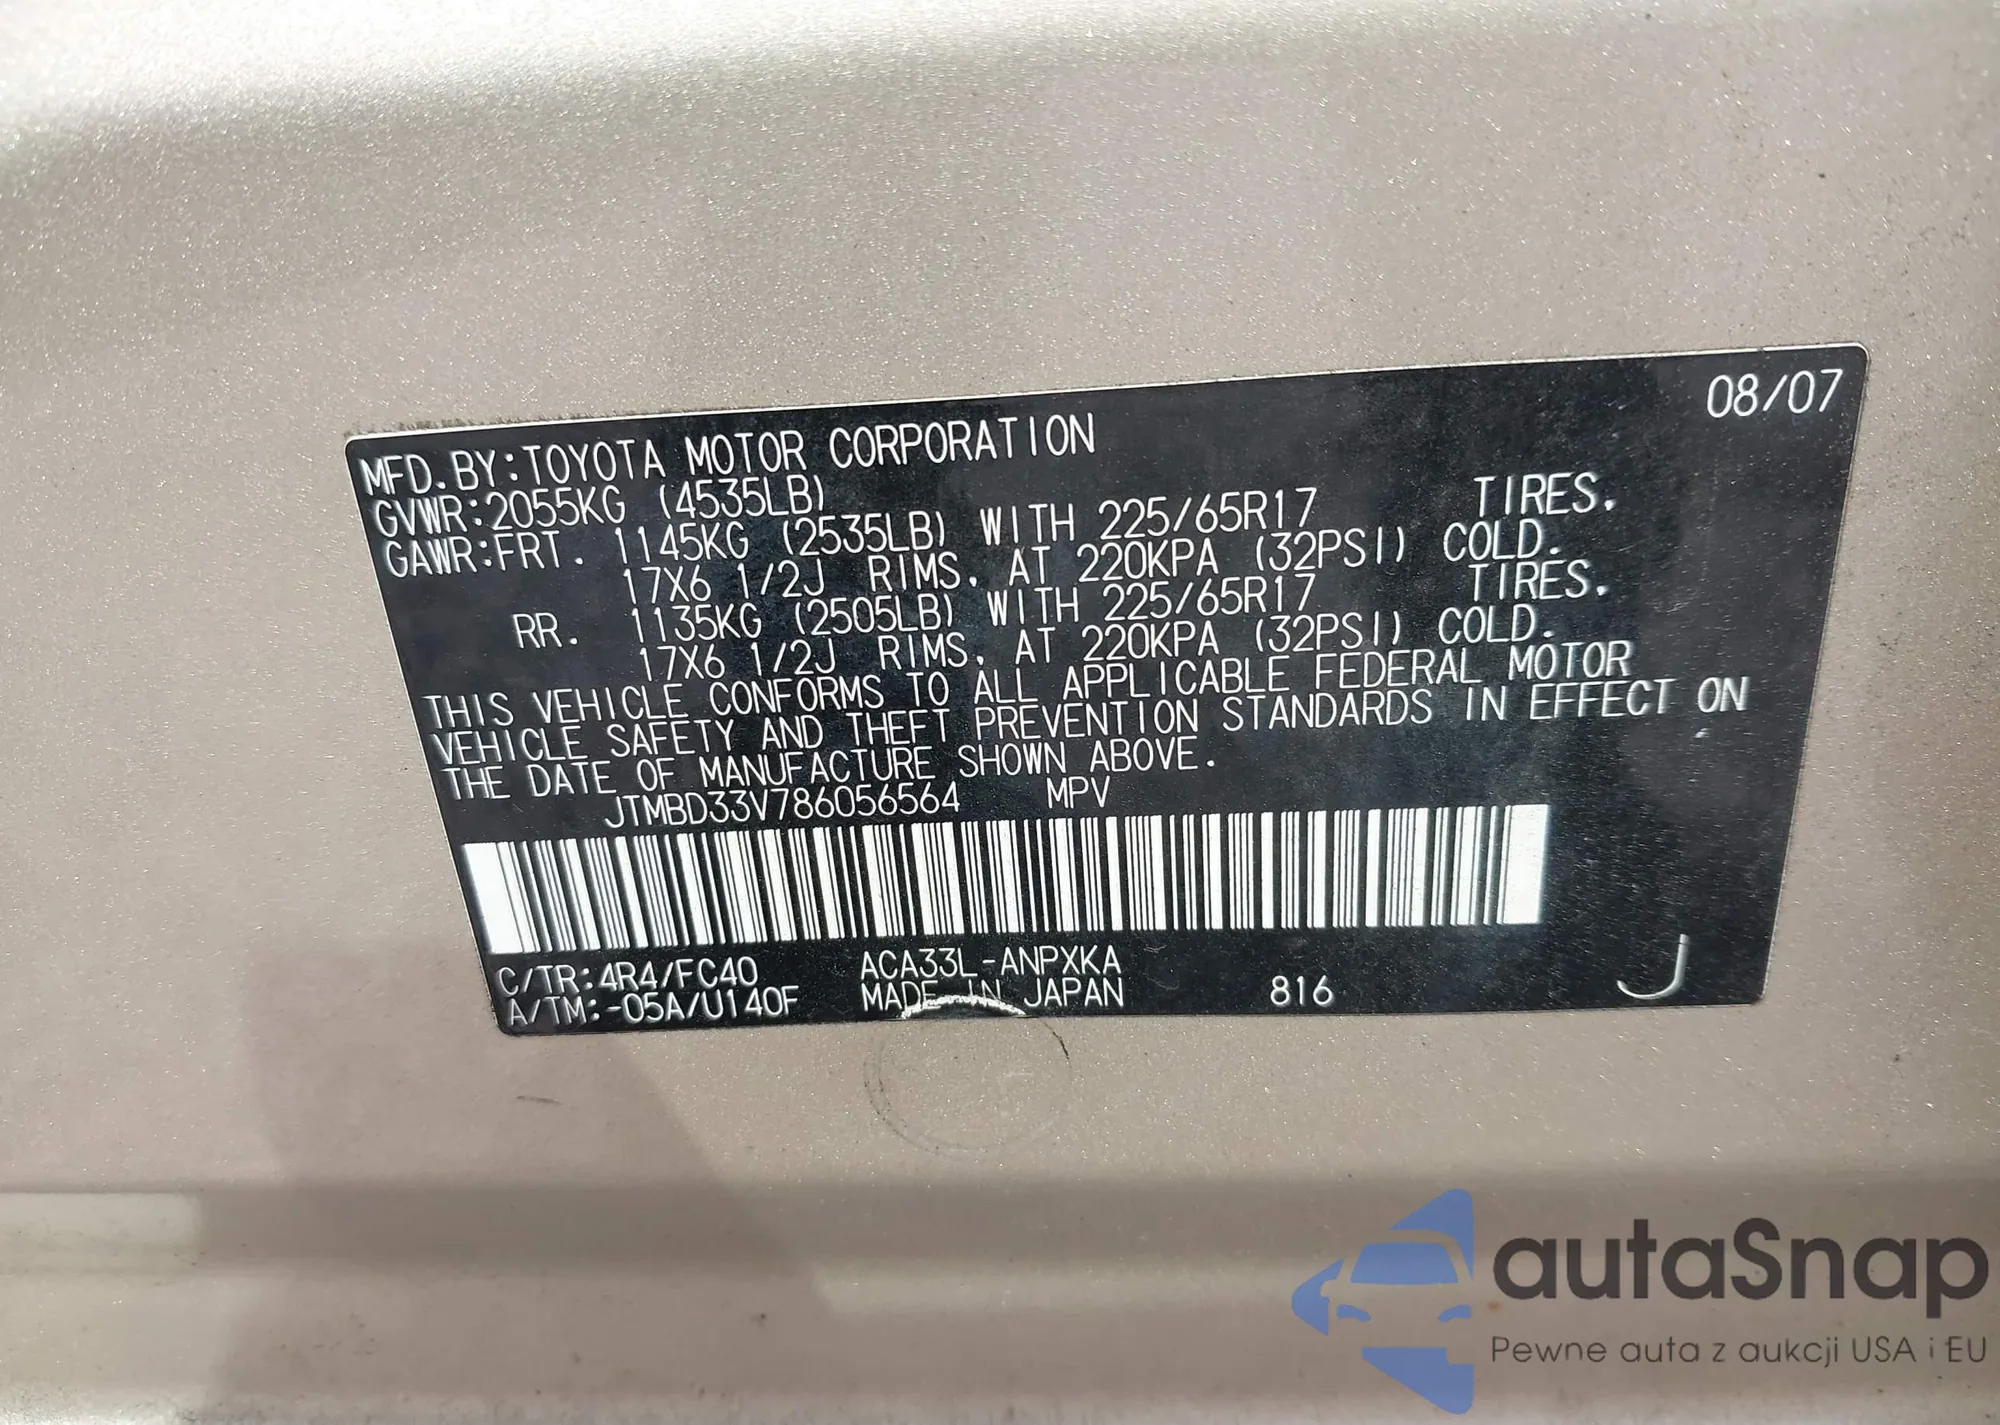 08/07
MFD.BY:TOYOTA MOTOR CORPORATION
GVWR:2055KG (4535LB)
GAWR:FRT. 1145KG (2535LB) WITH 225/65R17 TIRES.
17X6 1/2J RIMS, AT 220KPA (32PSI) COLD.
RR. 1135KG (2505LB) WITH 225/65R17 TIRES.
17X6 1/2J RIMS, AT 220KPA (32PSI) COLD.
THIS VEHICLE CONFORMS TO ALL APPLICABLE FEDERAL MOTOR
VEHICLE SAFETY AND THEFT PREVENTION STANDARDS IN EFFECT ON
THE DATE OF MANUFACTURE SHOWN ABOVE.
JTMBD33V786056564 MPV
C/TR:4R4/FC40 ACA33L-ANPXKA
A/TM:-05A/U140F MADE IN JAPAN 816 J
autaSnap
Pewne auta z aukcji USA i EU